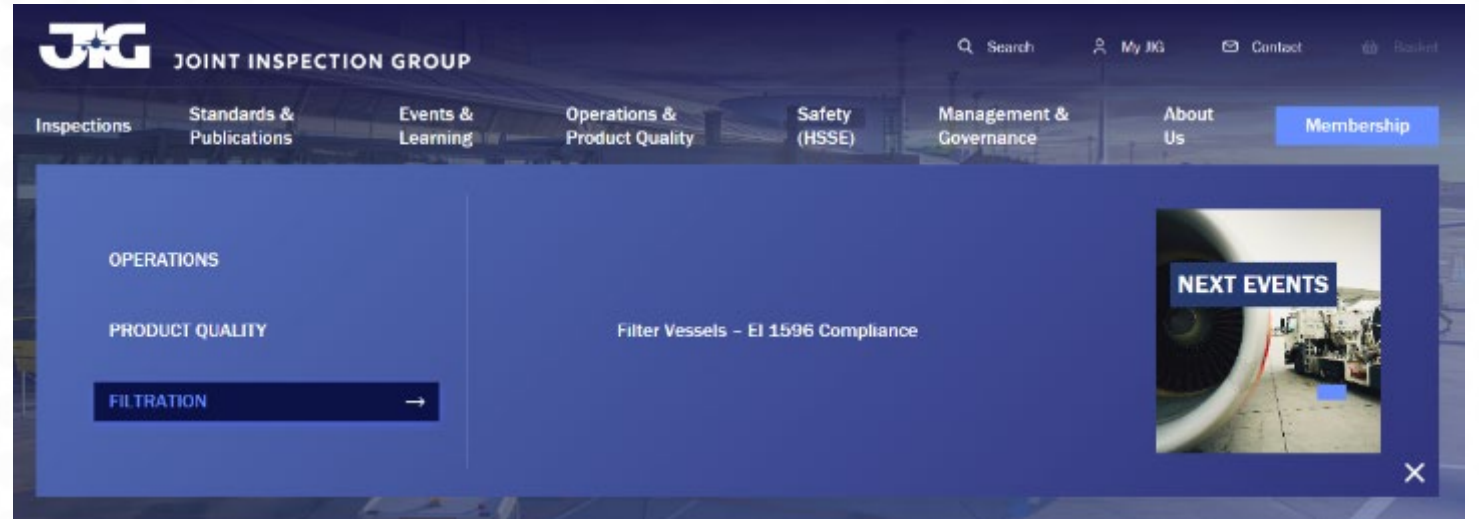 JIG JOINT INSPECTION GROUP
Search My JIG Contact Basket
Inspections
Standards &
Publications
Events &
Learning
Operations &
Product Quality
Safety
(HSSE)
Management &
Governance
About
Us
Membership
OPERATIONS
PRODUCT QUALITY
FILTRATION
Filter Vessels – EI 1596 Compliance
NEXT EVENTS